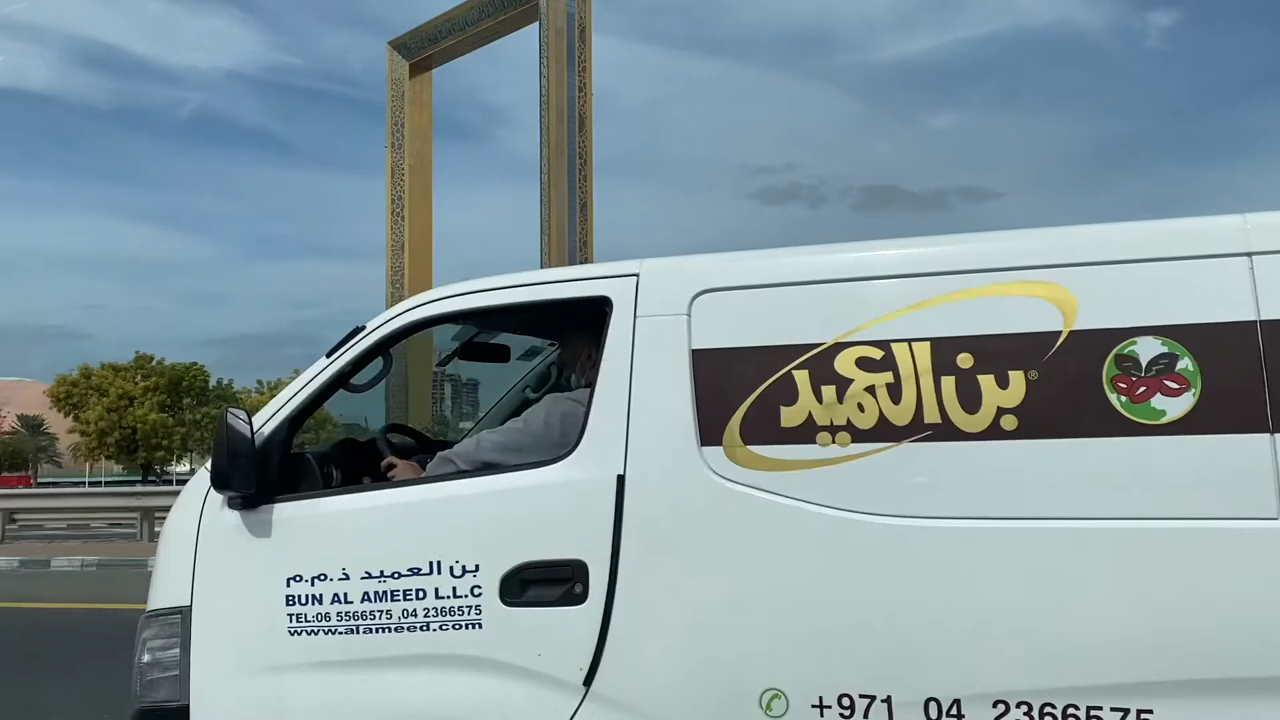 بن العميد®
بن العميد ذ.م.م
BUN AL AMEED L.L.C
TEL:06 5566575 ,04 2366575
www.alameed.com
+971 04 2366575